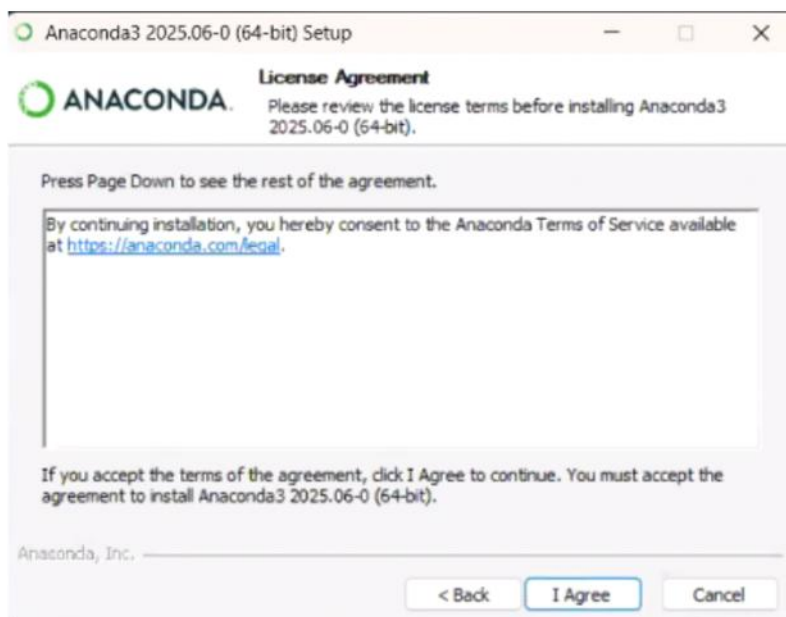 Anaconda3 2025.06-0 (64-bit) Setup
ANACONDA.
License Agreement
Please review the license terms before installing Anaconda3
2025.06-0 (64-bit).
Press Page Down to see the rest of the agreement.
By continuing installation, you hereby consent to the Anaconda Terms of Service available
at https://anaconda.com/legal.
If you accept the terms of the agreement, click I Agree to continue. You must accept the
agreement to install Anaconda3 2025.06-0 (64-bit).
Anaconda, Inc.
< Back
I Agree
Cancel